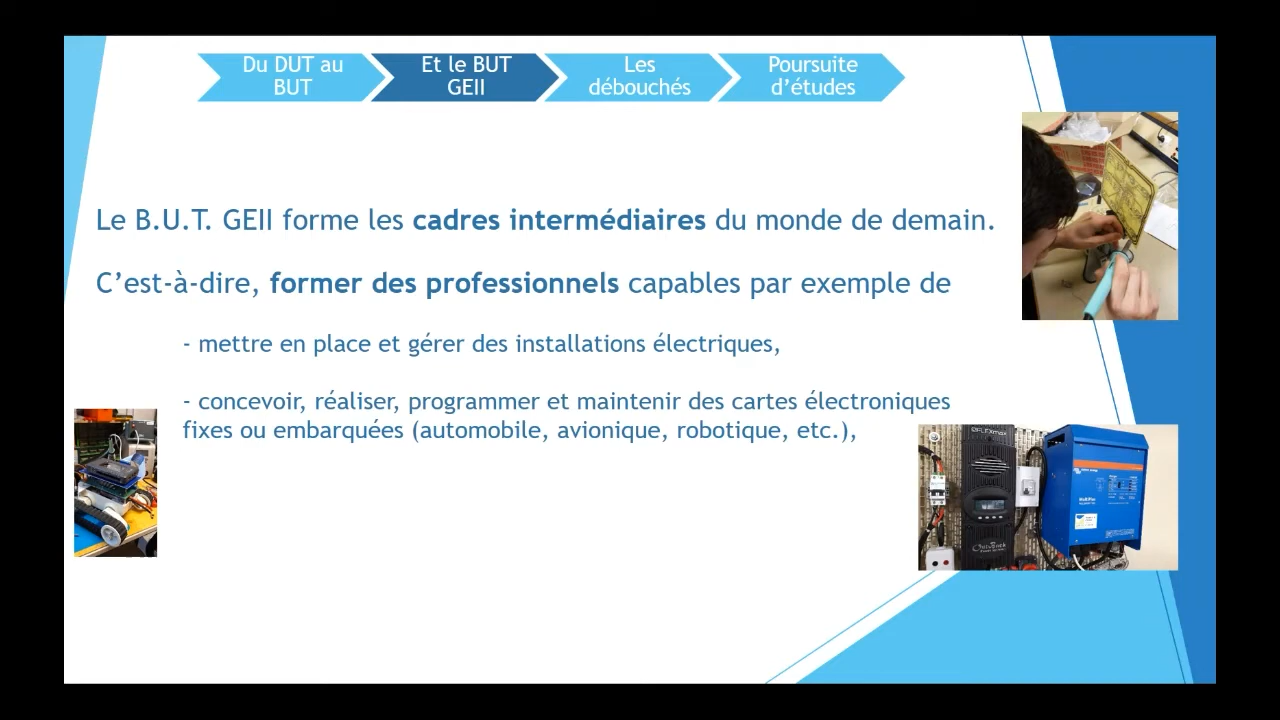 Du DUT au
BUT
Et le BUT
GEII
Les
débouchés
Poursuite
d’études
Le B.U.T. GEII forme les cadres intermédiaires du monde de demain.
C’est-à-dire, former des professionnels capables par exemple de
- mettre en place et gérer des installations électriques,
- concevoir, réaliser, programmer et maintenir des cartes électroniques
fixes ou embarquées (automobile, avionique, robotique, etc.),
FLEXmax